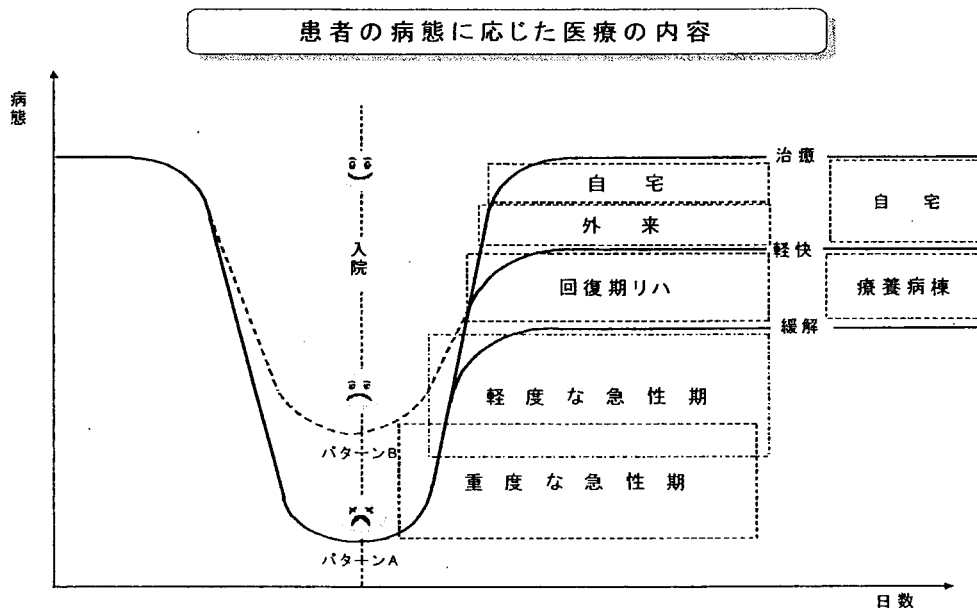 患者の病態に応じた医療の内容
病態
治癒
自宅
自宅
外来
入院
軽快
回復期リハ
療養病棟
緩解
軽度な急性期
パターンB
重度な急性期
パターンA
日数